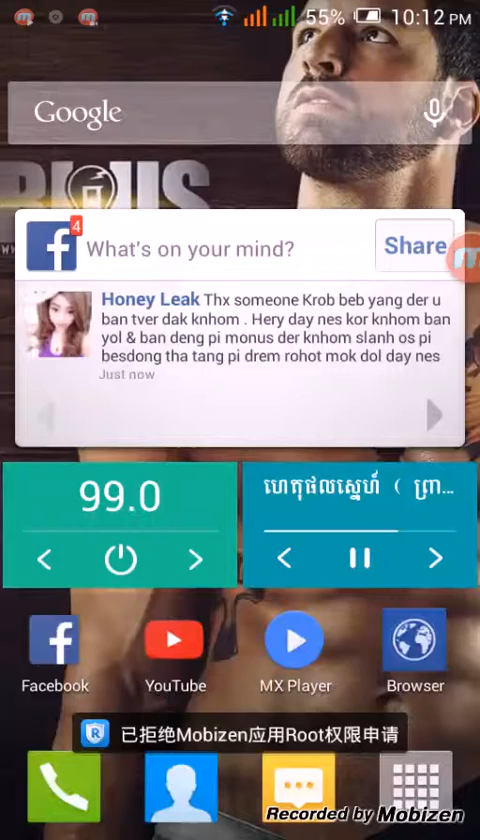 55% 10:12 PM
Google
4
What's on your mind?
Share
Honey Leak Thx someone Krob beb yang der u
ban tver dak knhom . Hery day nes kor knhom ban
yol & ban deng pi monus der knhom slanh os pi
besdong tha tang pi drem rohot mok dol day nes
Just now
99.0
ហេតុផលស្នេហ៍ ( ព្រា...
Facebook
YouTube
MX Player
Browser
已拒绝Mobizen应用Root权限申请
Recorded by Mobizen